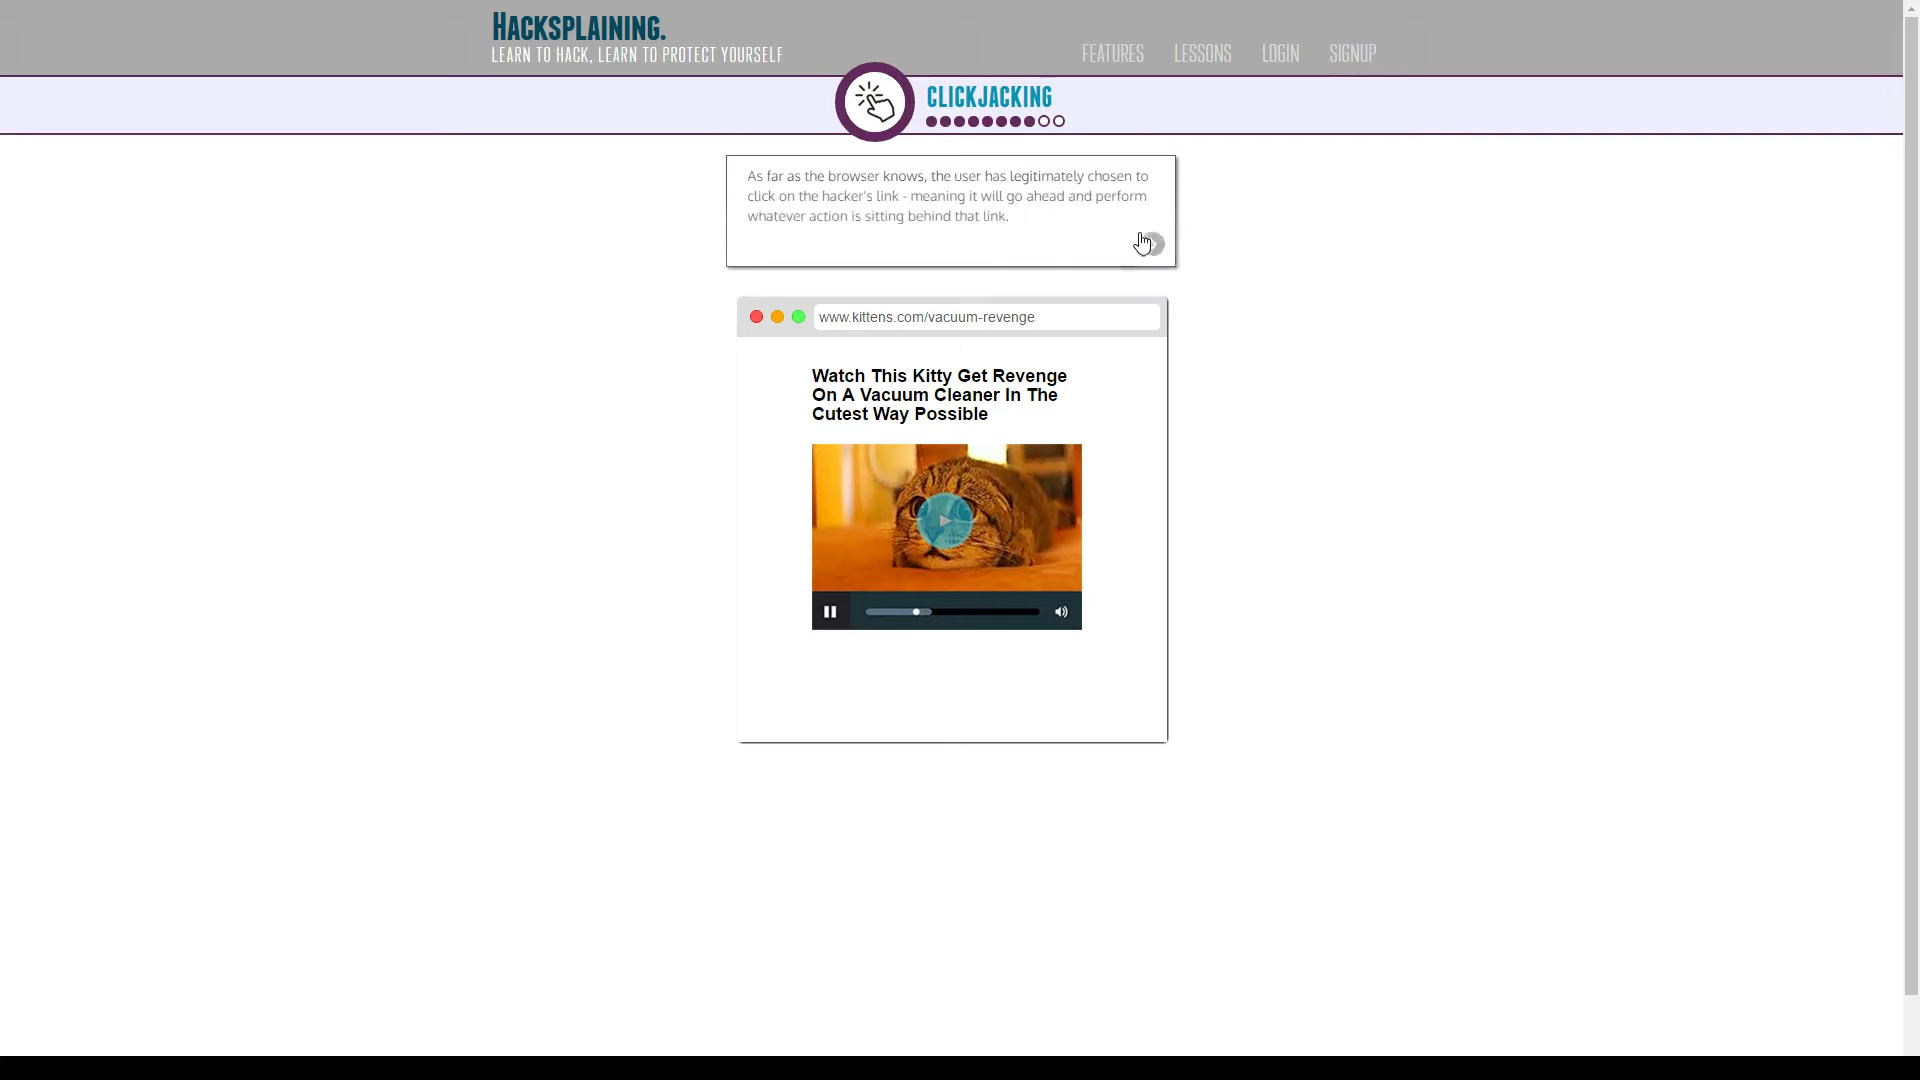 Hacksplaining.
LEARN TO HACK, LEARN TO PROTECT YOURSELF
FEATURES LESSONS LOGIN SIGNUP
CLICKJACKING
As far as the browser knows, the user has legitimately chosen to
click on the hacker's link - meaning it will go ahead and perform
whatever action is sitting behind that link.
www.kittens.com/vacuum-revenge
Watch This Kitty Get Revenge
On A Vacuum Cleaner In The
Cutest Way Possible